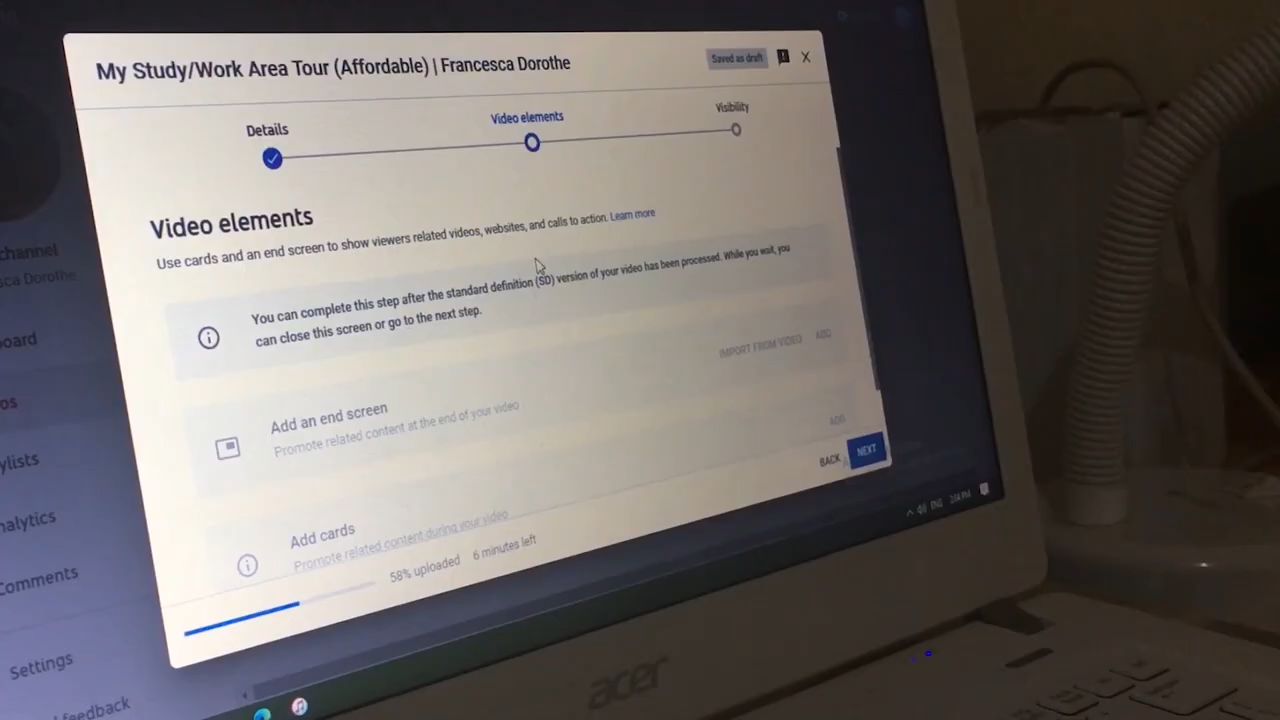 My Study/Work Area Tour (Affordable) | Francesca Dorothe
Saved as draft
Details
Video elements
Visibility
Video elements
Use cards and an end screen to show viewers related videos, websites, and calls to action. Learn more
You can complete this step after the standard definition (SD) version of your video has been processed. While you wait, you
can close this screen or go to the next step.
IMPORT FROM VIDEO ADD
Add an end screen
Promote related content at the end of your video
ADD
Add cards
Promote related content during your video
BACK NEXT
58% uploaded 6 minutes left
channel
sca Dorothe
oard
os
ylists
nalytics
Comments
Settings
feedback
ENG 2:04 PM
acer